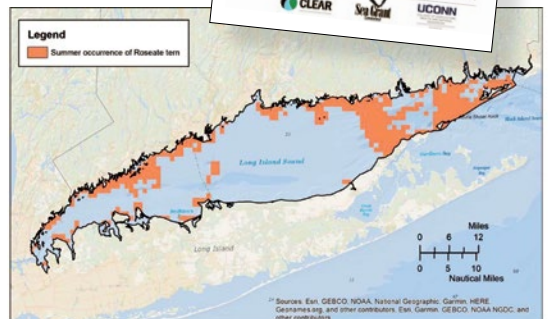 CLEAR
Sea Grant
UCONN
Legend
Summer occurrence of Roseate tern
Long Island Sound
Long Island
Miles
0 6 12
0 5 10
Nautical Miles
Sources: Esri, GEBCO, NOAA, National Geographic, Garmin, HERE,
Geonames.org, and other contributors, Esri, Garmin, GEBCO, NOAA NGDC, and
other contributors